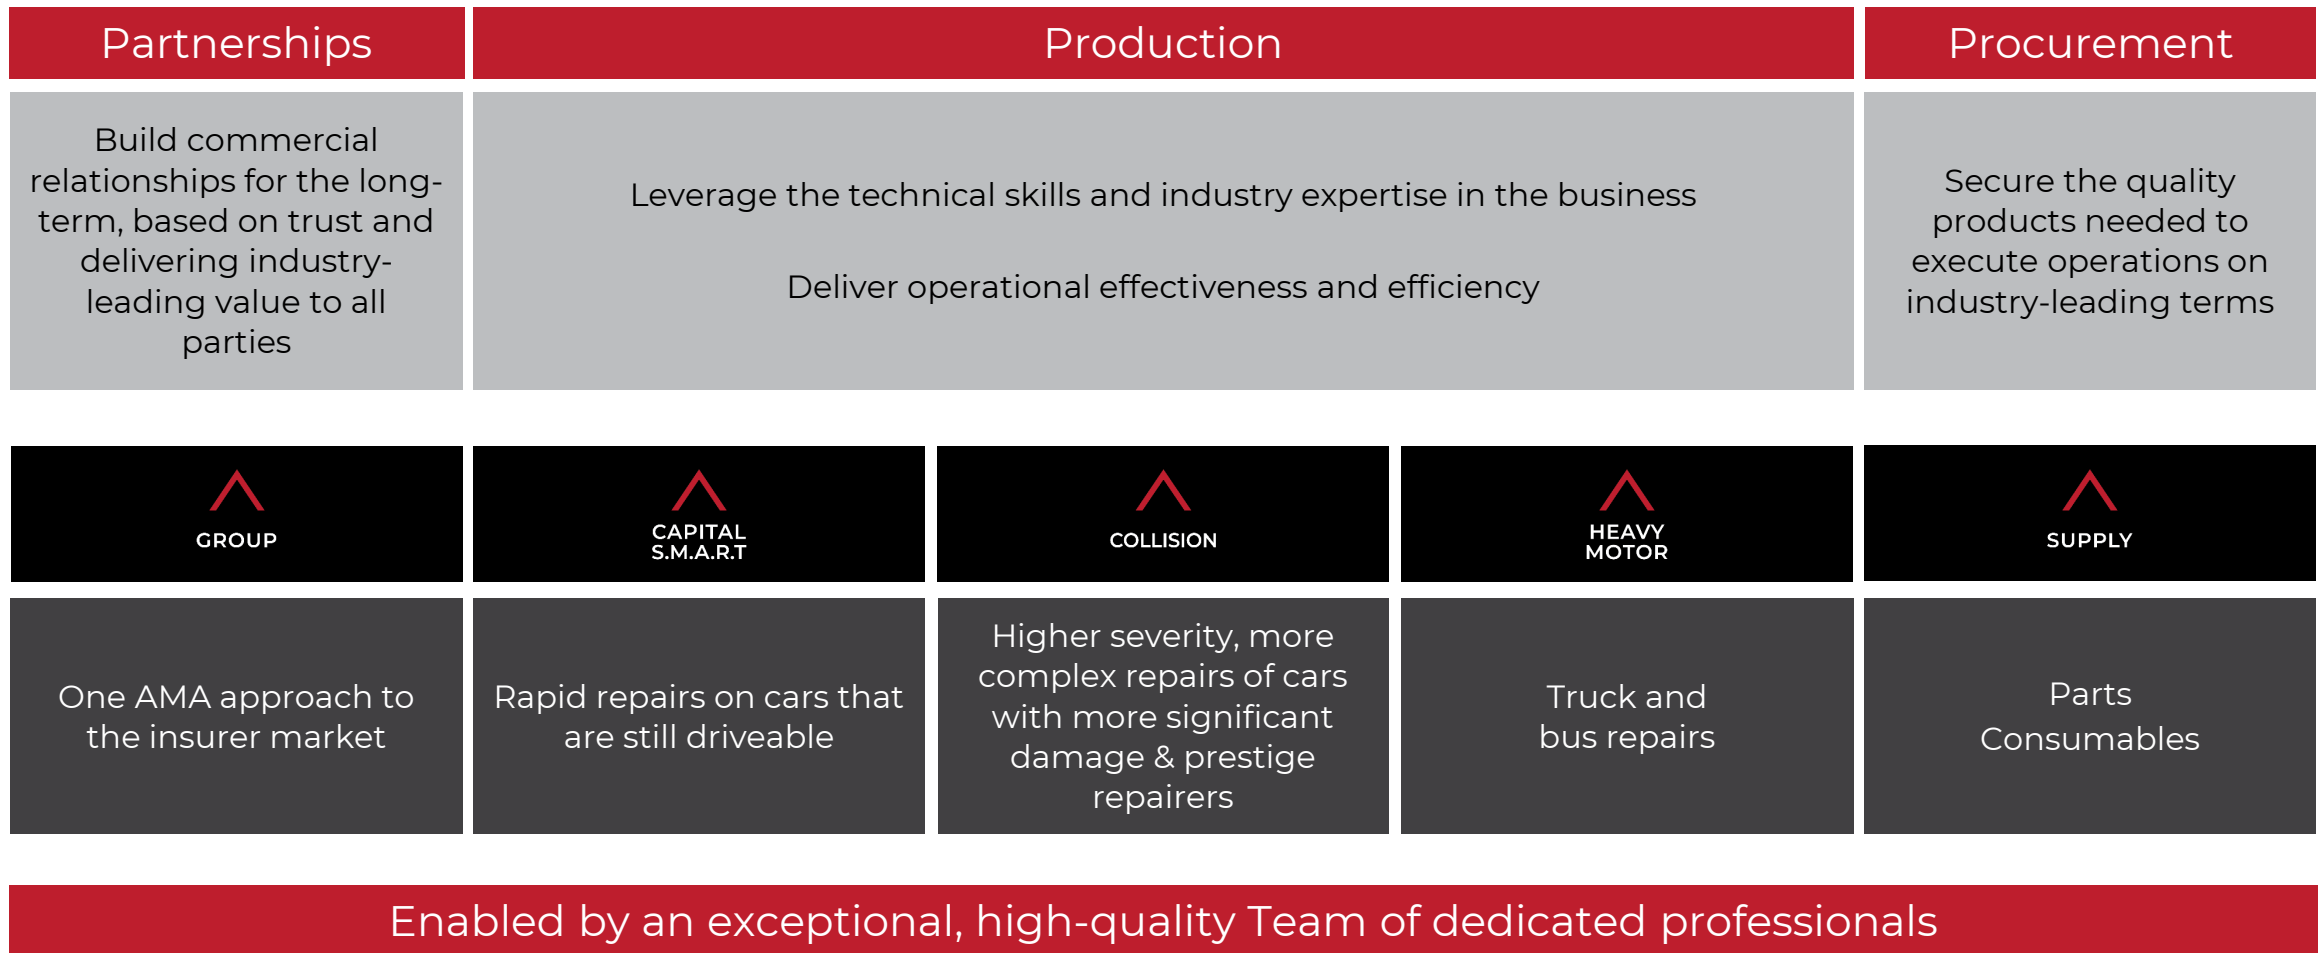 Partnerships
Production
Procurement
Build commercial
relationships for the long-
term, based on trust and
delivering industry-
leading value to all
parties
Leverage the technical skills and industry expertise in the business
Deliver operational effectiveness and efficiency
Secure the quality
products needed to
execute operations on
industry-leading terms
GROUP
CAPITAL
S.M.A.R.T
COLLISION
HEAVY
MOTOR
SUPPLY
One AMA approach to
the insurer market
Rapid repairs on cars that
are still driveable
Higher severity, more
complex repairs of cars
with more significant
damage & prestige
repairers
Truck and
bus repairs
Parts
Consumables
Enabled by an exceptional, high-quality Team of dedicated professionals